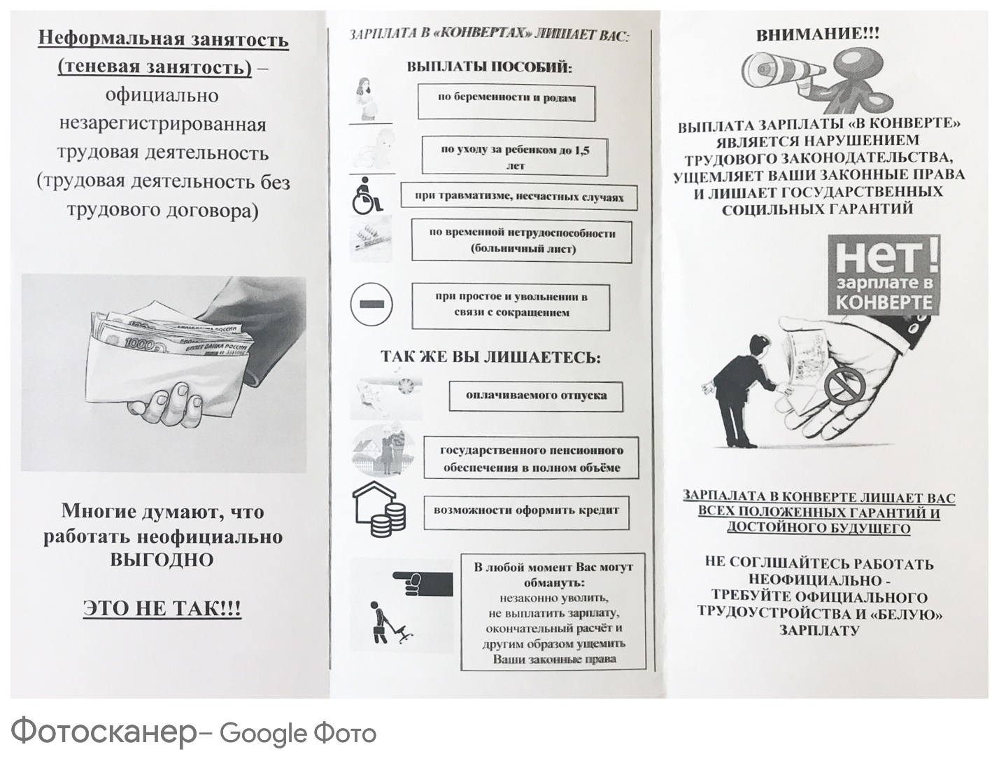 Неформальная занятость
(теневая занятость) –
официально
незарегистрированная
трудовая деятельность
(трудовая деятельность без
трудового договора)
1000
БИЛЕТ БАНКА РОССИИ
Многие думают, что
работать неофициально
ВЫГОДНО
ЭТО НЕ ТАК!!!
ЗАРПЛАТА В «КОНВЕРТАХ» ЛИШАЕТ ВАС:
ВЫПЛАТЫ ПОСОБИЙ:
по беременности и родам
по уходу за ребенком до 1,5
лет
при травматизме, несчастных случаях
по временной нетрудоспособности
(больничный лист)
при простое и увольнении в
связи с сокращением
ТАК ЖЕ ВЫ ЛИШАЕТЕСЬ:
оплачиваемого отпуска
государственного пенсионного
обеспечения в полном объёме
возможности оформить кредит
В любой момент Вас могут
обмануть:
незаконно уволить,
не выплатить зарплату,
окончательный расчёт и
другим образом ущемить
Ваши законные права
ВНИМАНИЕ!!!
ВЫПЛАТА ЗАРПЛАТЫ «В КОНВЕРТЕ»
ЯВЛЯЕТСЯ НАРУШЕНИЕМ
ТРУДОВОГО ЗАКОНОДАТЕЛЬСТВА,
УЩЕМЛЯЕТ ВАШИ ЗАКОННЫЕ ПРАВА
И ЛИШАЕТ ГОСУДАРСТВЕННЫХ
СОЦИЛЬНЫХ ГАРАНТИЙ
нет!
зарплате в
КОНВЕРТЕ
ЗАРПАЛАТА В КОНВЕРТЕ ЛИШАЕТ ВАС
ВСЕХ ПОЛОЖЕННЫХ ГАРАНТИЙ И
ДОСТОЙНОГО БУДУЩЕГО
НЕ СОГЛШАЙТЕСЬ РАБОТАТЬ
НЕОФИЦИАЛЬНО -
ТРЕБУЙТЕ ОФИЦИАЛЬНОГО
ТРУДОУСТРОЙСТВА И «БЕЛУЮ»
ЗАРПЛАТУ
Фотосканер– Google Фото